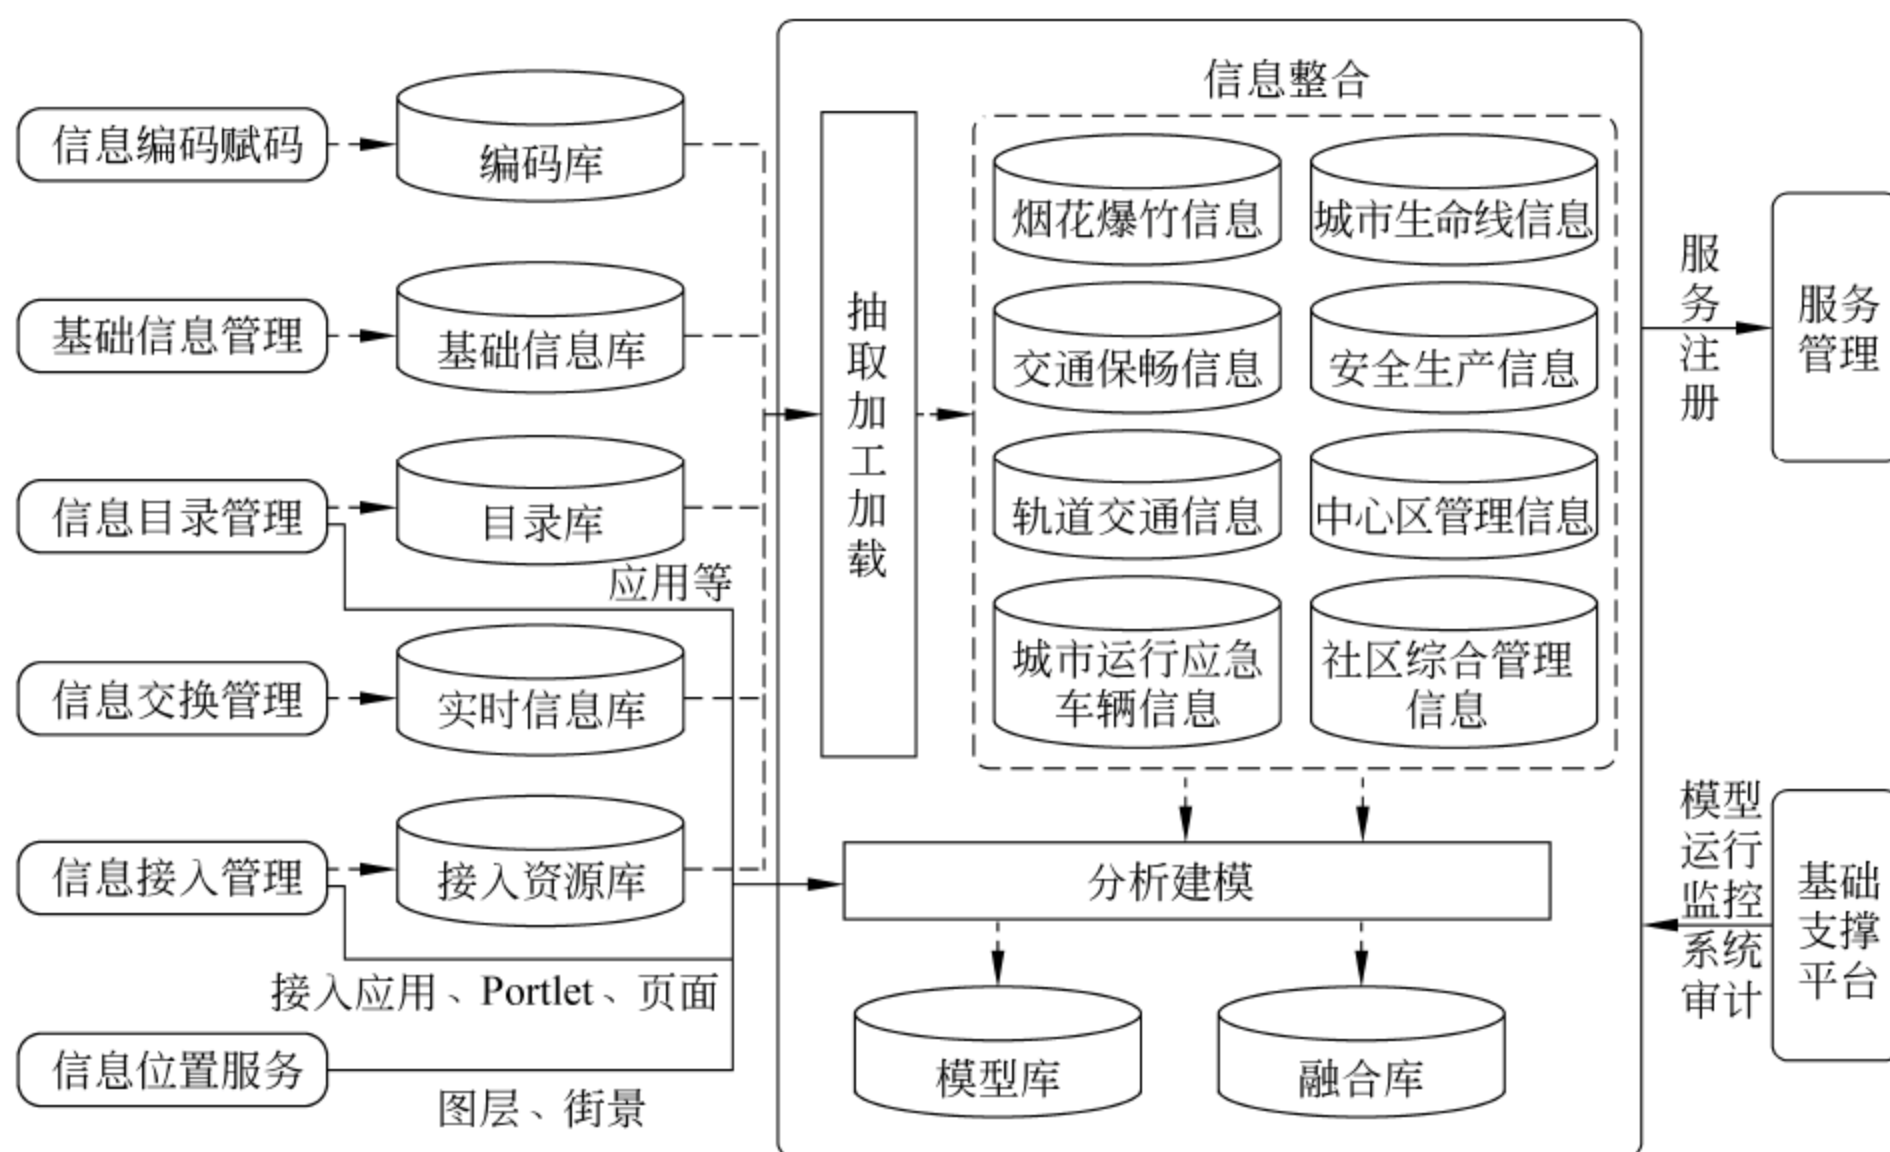 信息编码赋码
编码库
基础信息管理
基础信息库
信息目录管理
目录库
应用等
信息交换管理
实时信息库
信息接入管理
接入资源库
接入应用、Portlet、页面
信息位置服务
图层、街景
抽
取
加
工
加
载
信息整合
烟花爆竹信息
城市生命线信息
交通保畅信息
安全生产信息
轨道交通信息
中心区管理信息
城市运行应急
车辆信息
社区综合管理
信息
分析建模
模型库
融合库
服
务
注
册
服务
管理
模型
运行
监控
系统
审计
基础
支撑
平台